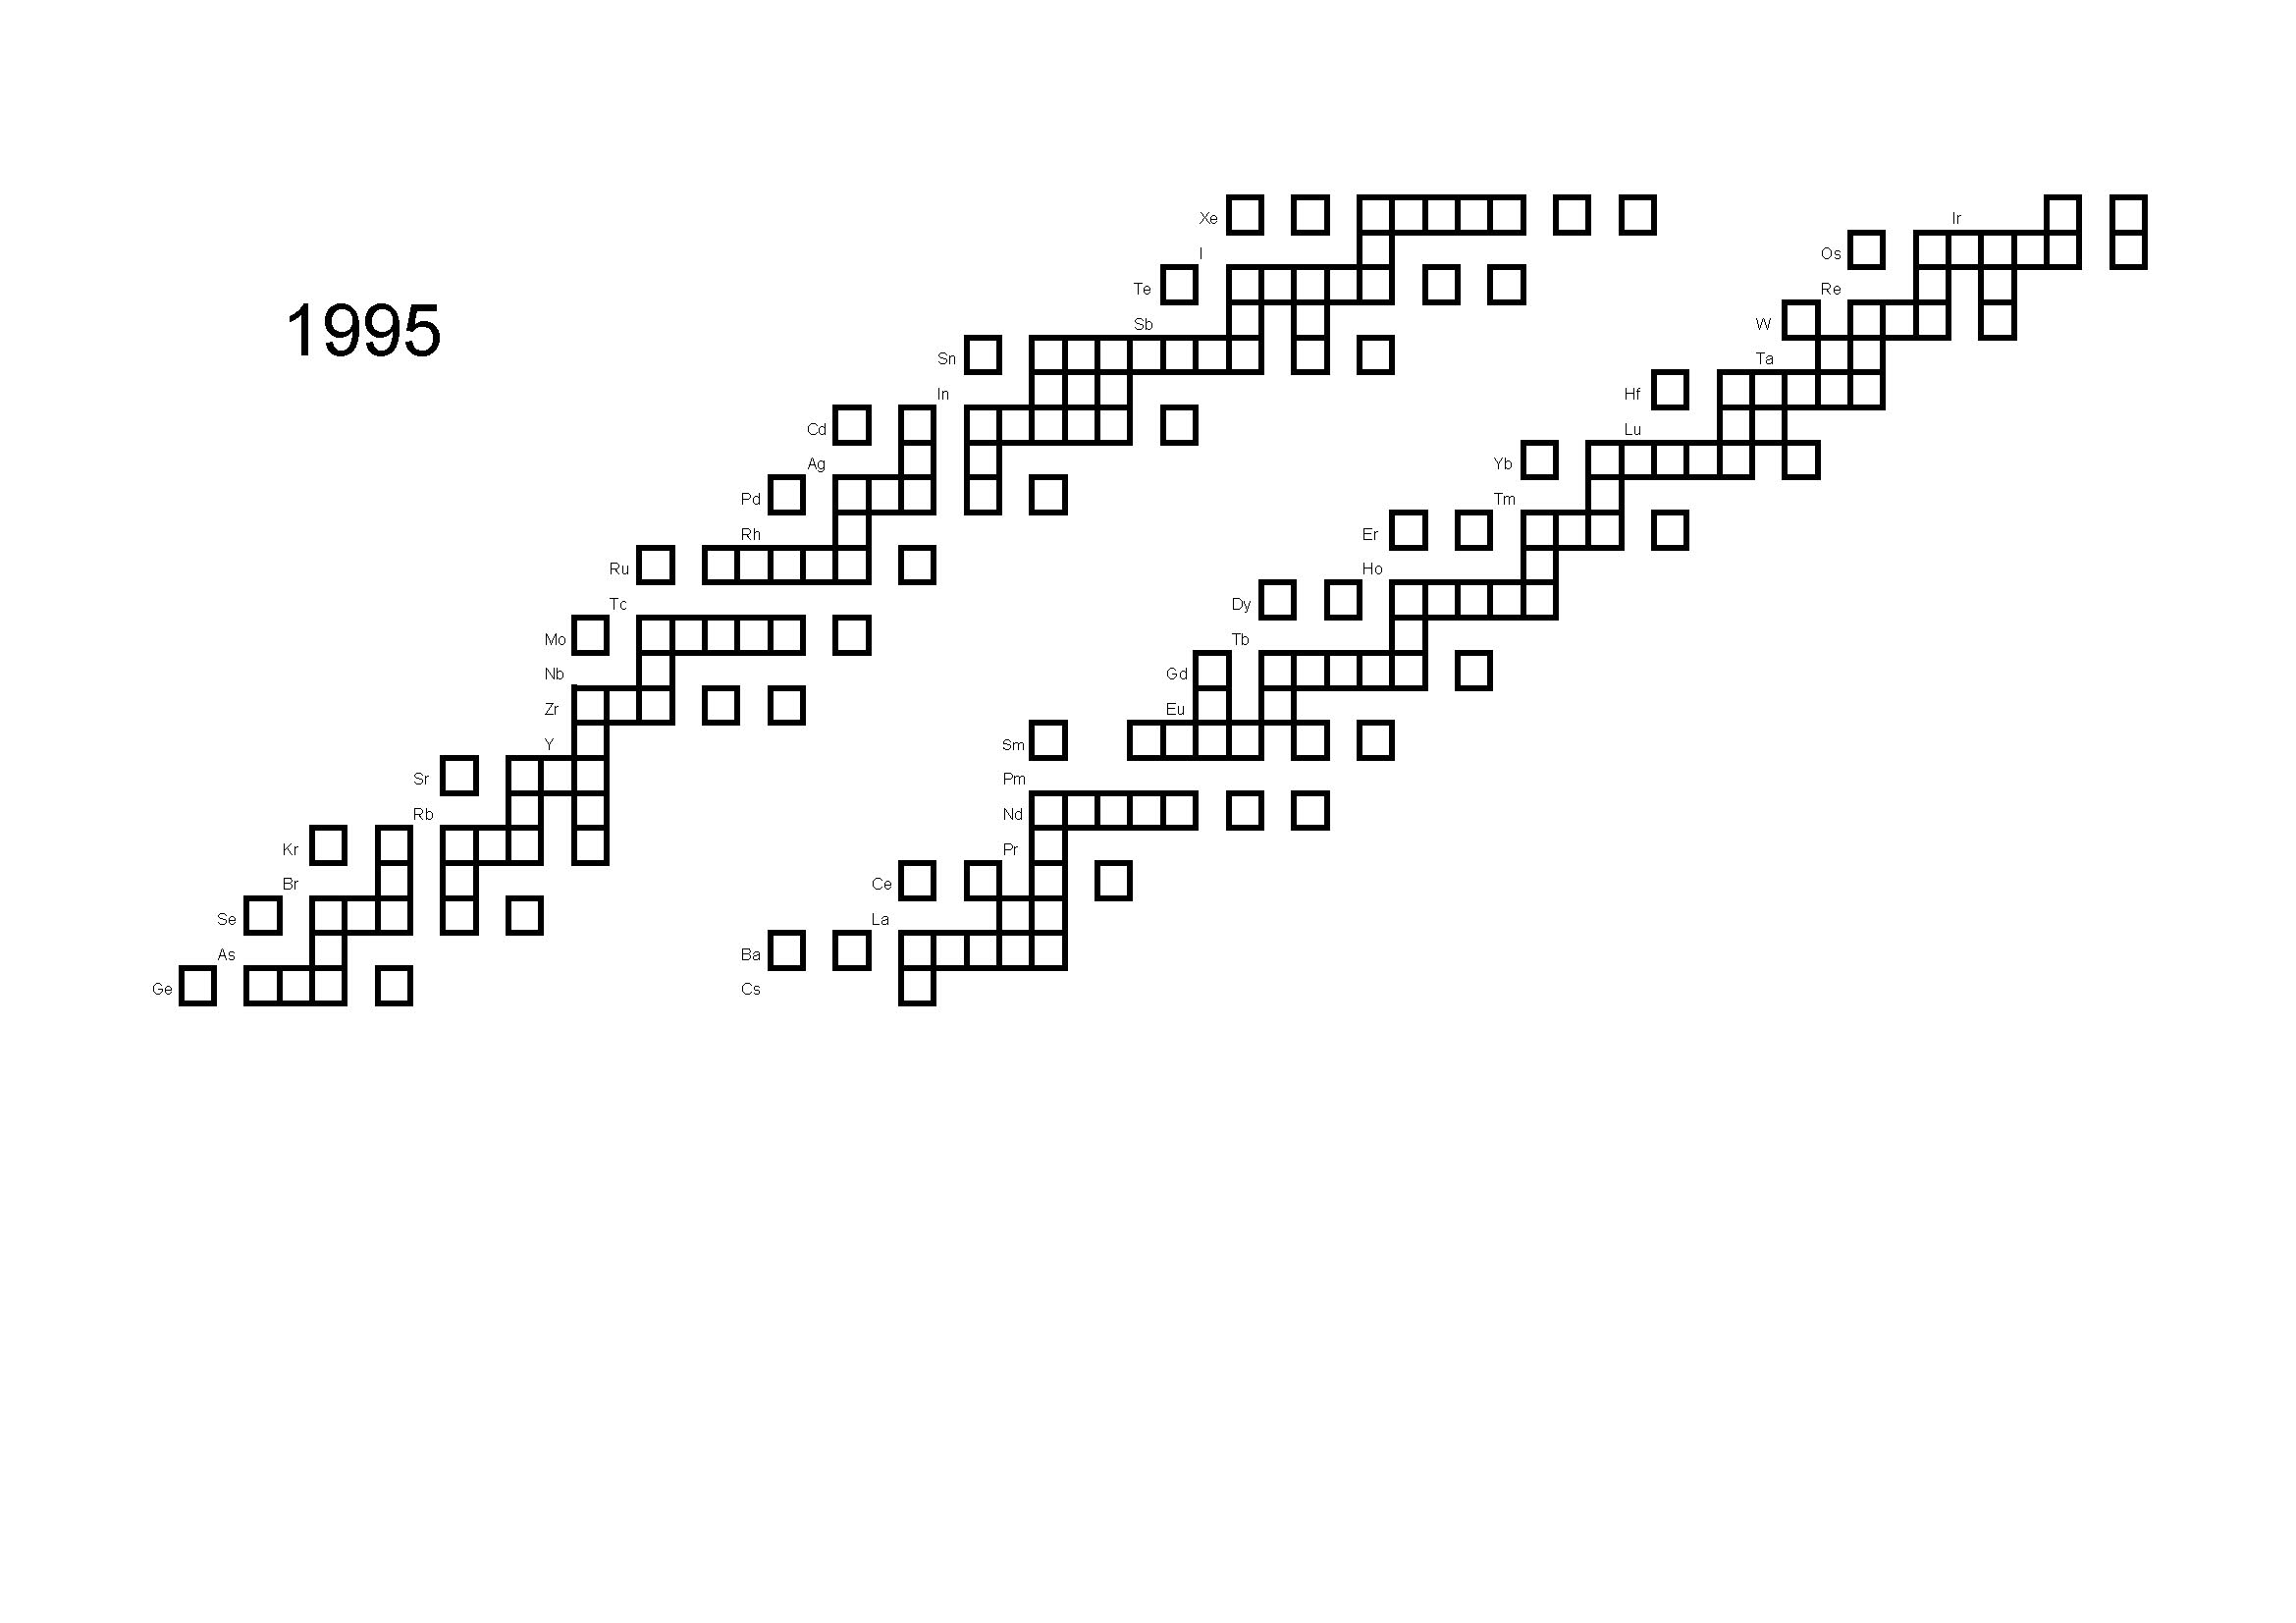 Xe
Ir
I
Os
Te
Re
1995
Sb
W
Sn
Ta
In
Hf
Cd
Lu
Ag
Yb
Pd
Tm
Rh
Er
Ru
Ho
Tc
Dy
Mo
Tb
Nb
Gd
Zr
Eu
Y
Sm
Sr
Pm
Rb
Nd
Kr
Pr
Br
Ce
Se
La
As
Ba
Ge
Cs